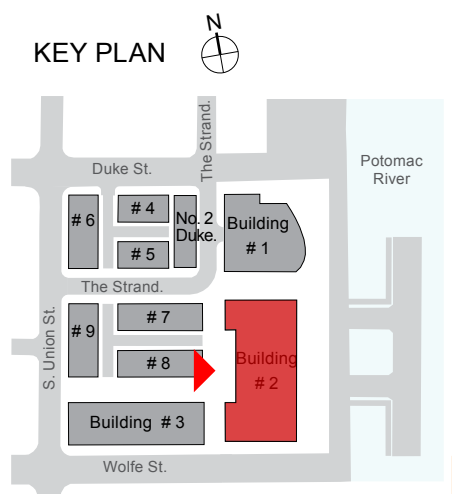 N
KEY PLAN
The Strand.
Duke St.
Potomac
River
# 6
# 4
No. 2
Duke.
Building
# 1
# 5
The Strand.
S. Union St.
# 9
# 7
# 8
Building
# 2
Building # 3
Wolfe St.